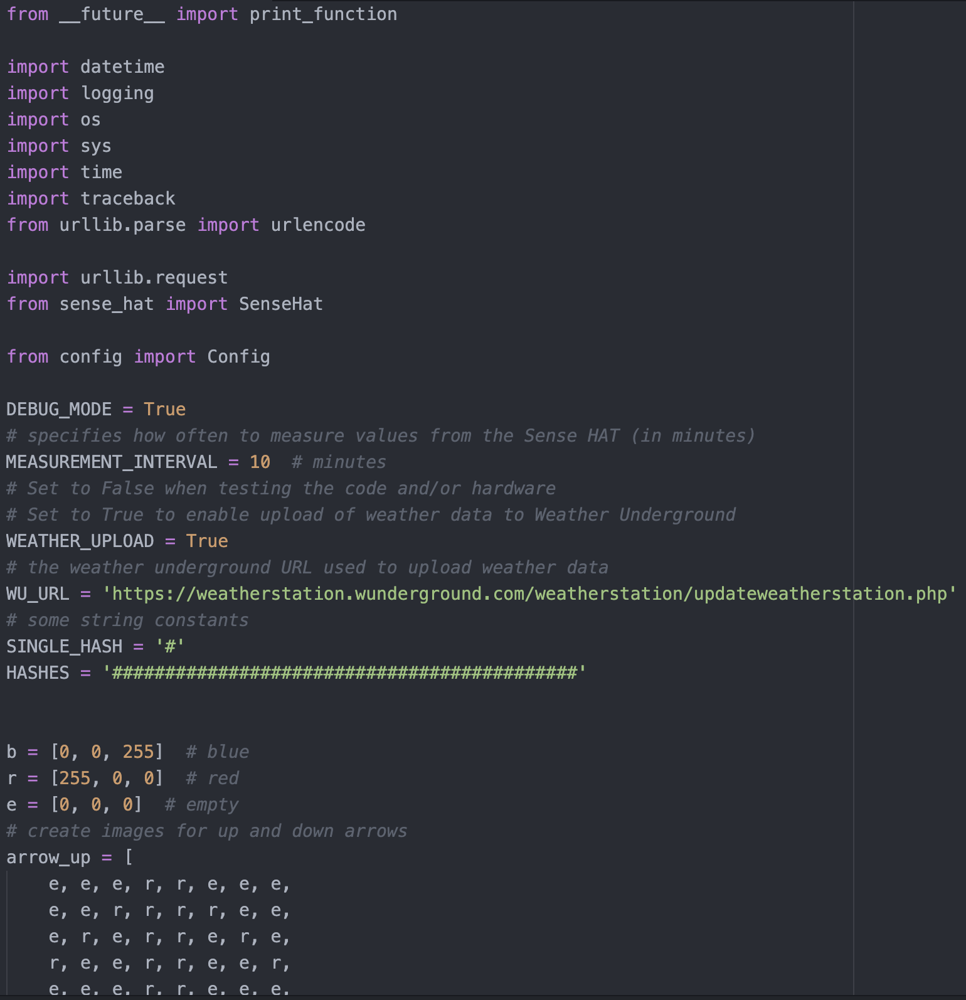 from __future__ import print_function
import datetime
import logging
import os
import sys
import time
import traceback
from urllib.parse import urlencode
import urllib.request
from sense_hat import SenseHat
from config import Config
DEBUG_MODE = True
# specifies how often to measure values from the Sense HAT (in minutes)
MEASUREMENT_INTERVAL = 10  # minutes
# Set to False when testing the code and/or hardware
# Set to True to enable upload of weather data to Weather Underground
WEATHER_UPLOAD = True
# the weather underground URL used to upload weather data
WU_URL = 'https://weatherstation.wunderground.com/weatherstation/updateweatherstation.php'
# some string constants
SINGLE_HASH = '#'
HASHES = '############################################'
b = [0, 0, 255]  # blue
r = [255, 0, 0]  # red
e = [0, 0, 0]  # empty
# create images for up and down arrows
arrow_up = [
    e, e, e, r, r, e, e, e,
    e, e, r, r, r, r, e, e,
    e, r, e, r, r, e, r, e,
    r, e, e, r, r, e, e, r,
    e, e, e, r, r, e, e, e,